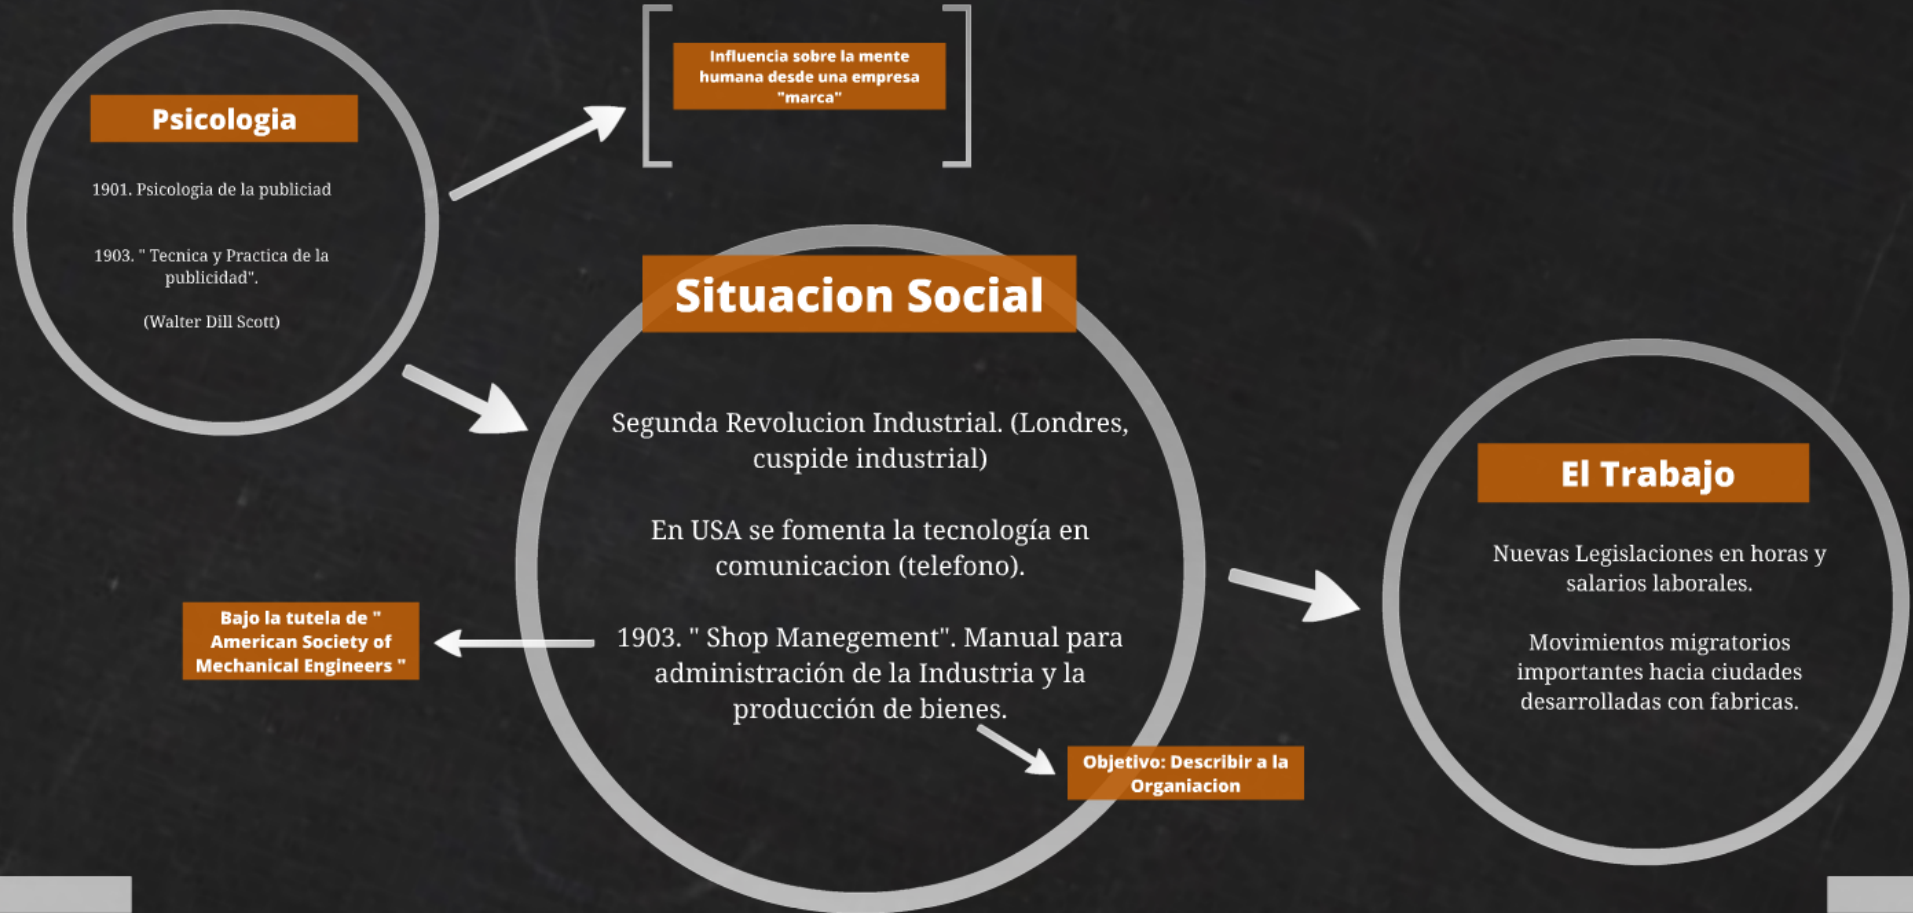 Psicologia
1901. Psicologia de la publiciad
1903. " Tecnica y Practica de la
publicidad".
(Walter Dill Scott)
Influencia sobre la mente
humana desde una empresa
"marca"
Situacion Social
Segunda Revolucion Industrial. (Londres,
cuspide industrial)
En USA se fomenta la tecnología en
comunicacion (telefono).
1903. " Shop Manegement". Manual para
administración de la Industria y la
producción de bienes.
Bajo la tutela de "
American Society of
Mechanical Engineers "
Objetivo: Describir a la
Organiacion
El Trabajo
Nuevas Legislaciones en horas y
salarios laborales.
Movimientos migratorios
importantes hacia ciudades
desarrolladas con fabricas.